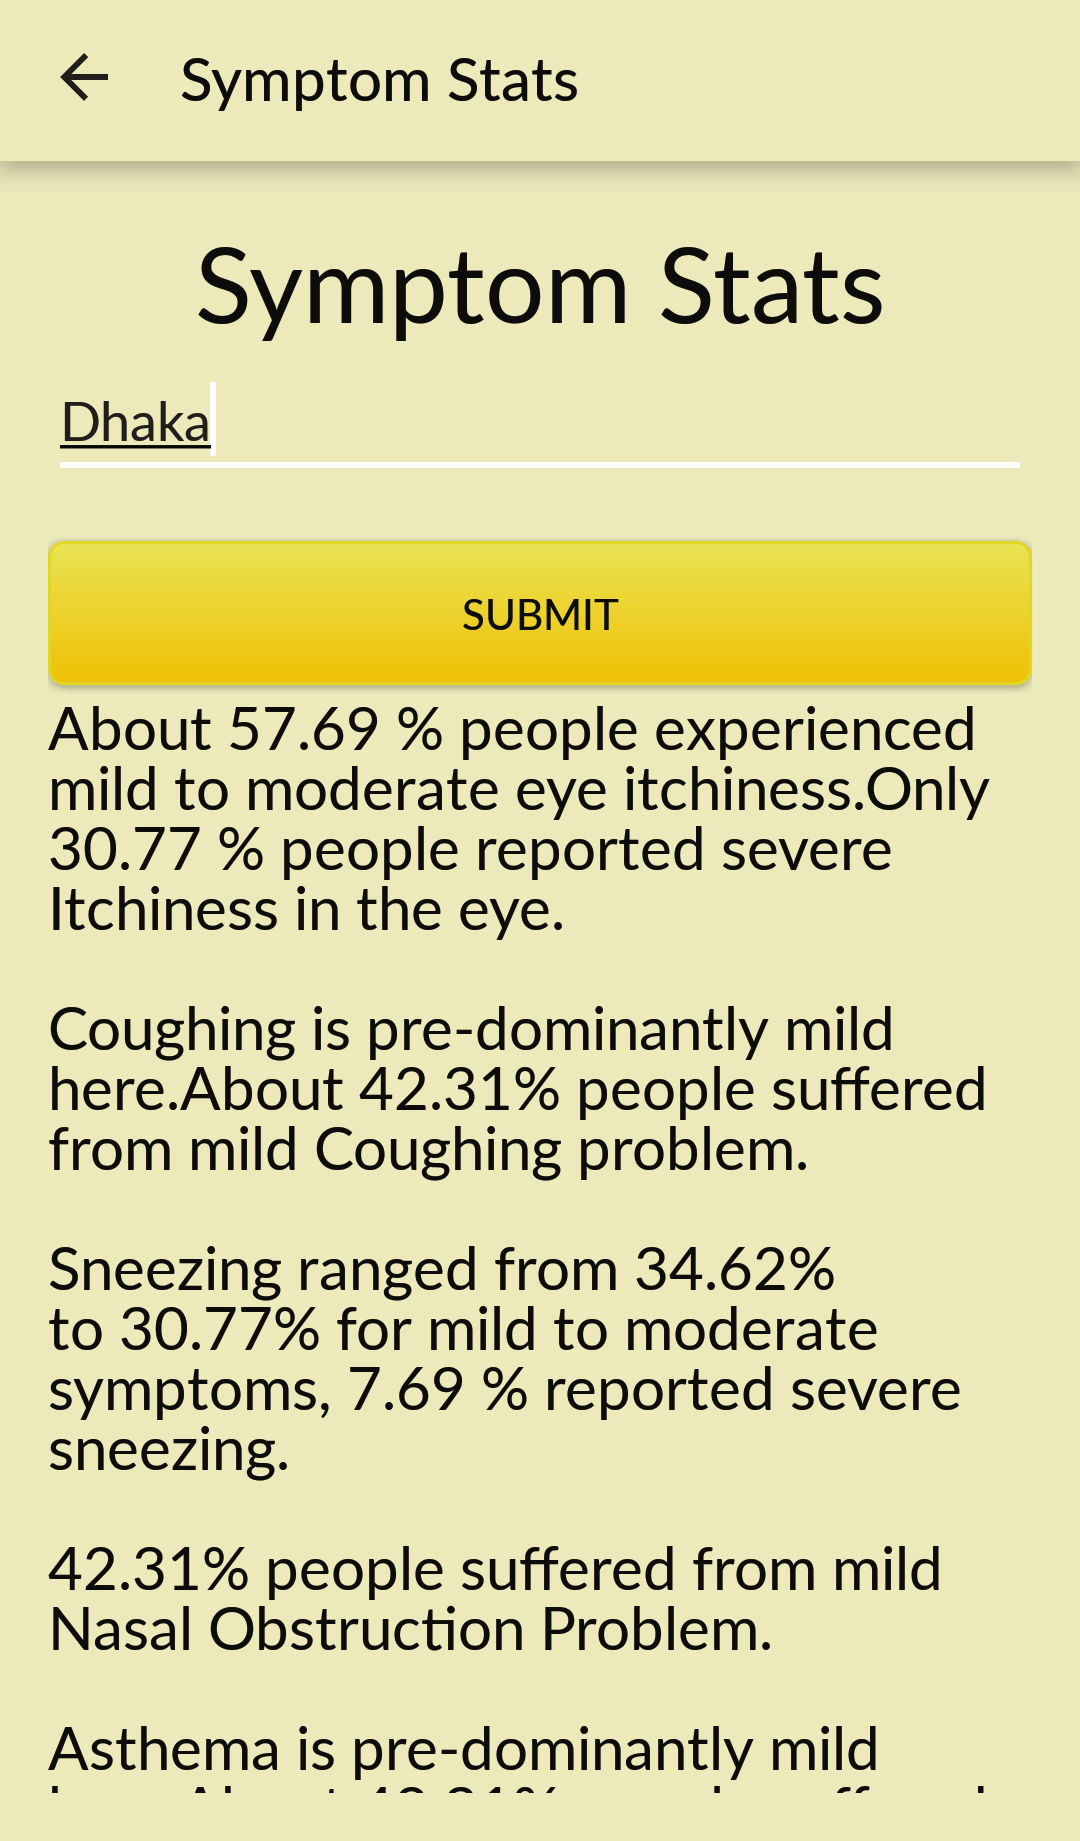 Symptom Stats
Symptom Stats
Dhaka
SUBMIT
About 57.69 % people experienced
mild to moderate eye itchiness.Only
30.77 % people reported severe
Itchiness in the eye.
Coughing is pre-dominantly mild
here.About 42.31% people suffered
from mild Coughing problem.
Sneezing ranged from 34.62%
to 30.77% for mild to moderate
symptoms, 7.69 % reported severe
sneezing.
42.31% people suffered from mild
Nasal Obstruction Problem.
Asthema is pre-dominantly mild